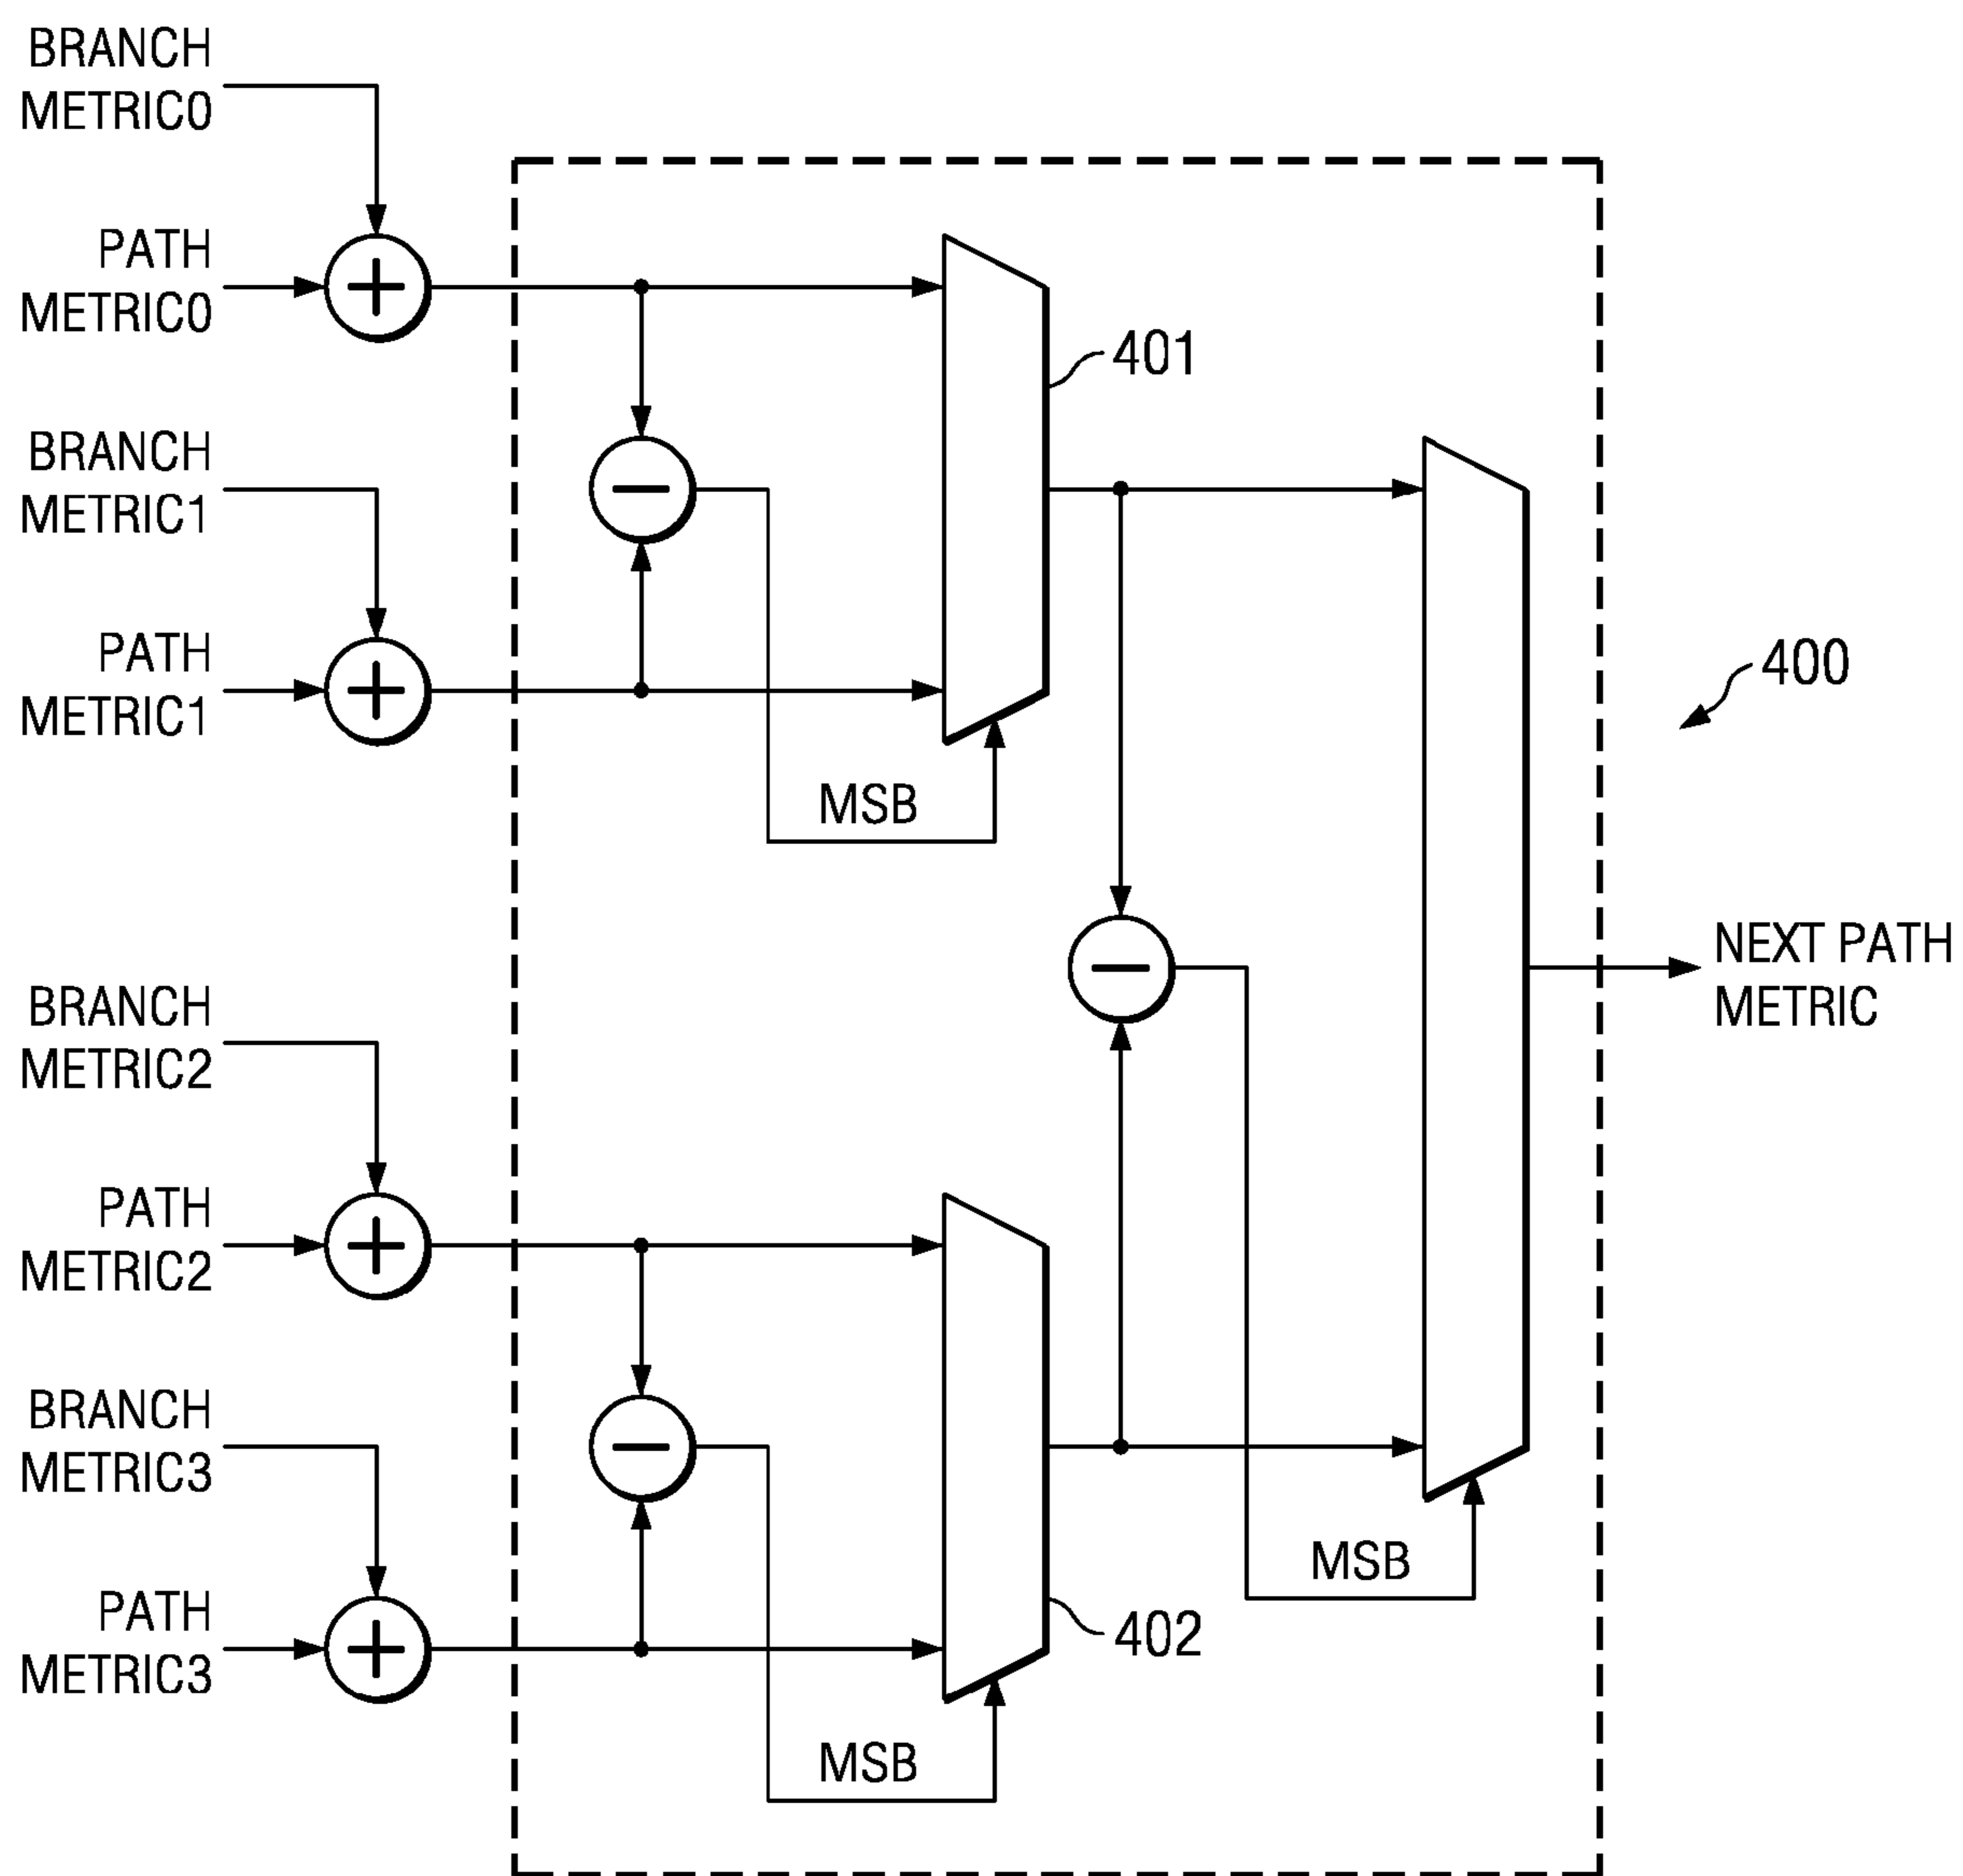 BRANCH
METRIC0
PATH
METRIC0
401
BRANCH
METRIC1
PATH
METRIC1
400
MSB
NEXT PATH
METRIC
BRANCH
METRIC2
PATH
METRIC2
BRANCH
METRIC3
MSB
PATH
METRIC3
402
MSB